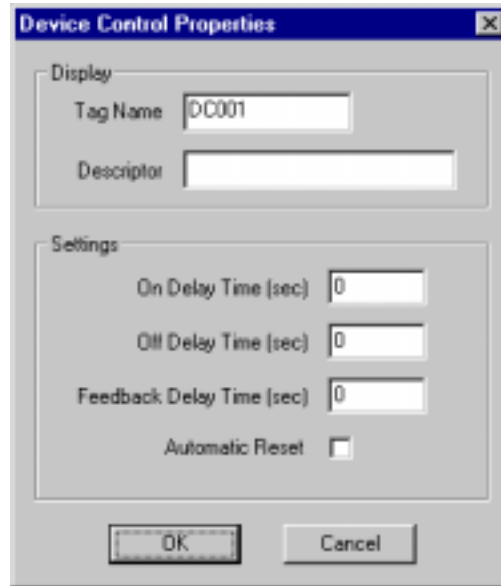 Device Control Properties
Display
Tag Name DC001
Descriptor
Settings
On Delay Time (sec) 0
Off Delay Time (sec) 0
Feedback Delay Time (sec) 0
Automatic Reset
OK Cancel